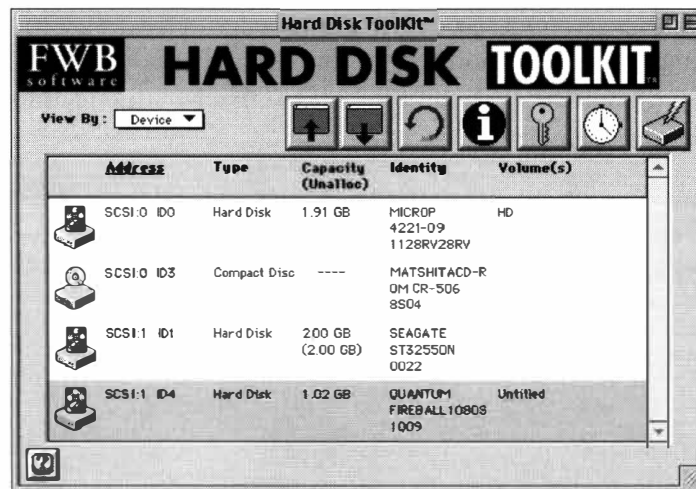 Hard Disk ToolKit™
FWB software HARD DISK TOOLKIT™
View By: Device
Address Type Capacity (Unalloc) Identity Volume(s)
SCSI:0 ID0 Hard Disk 1.91 GB MICROP HD
4221-09
1128RV28RV
SCSI:0 ID3 Compact Disc ---- MATSHITACD-R
OM CR-506
8S04
SCSI:1 ID1 Hard Disk 2.00 GB SEAGATE
(2.00 GB) ST32550N
0022
SCSI:1 ID4 Hard Disk 1.02 GB QUANTUM Untitled
FIREBALL1080S
1009